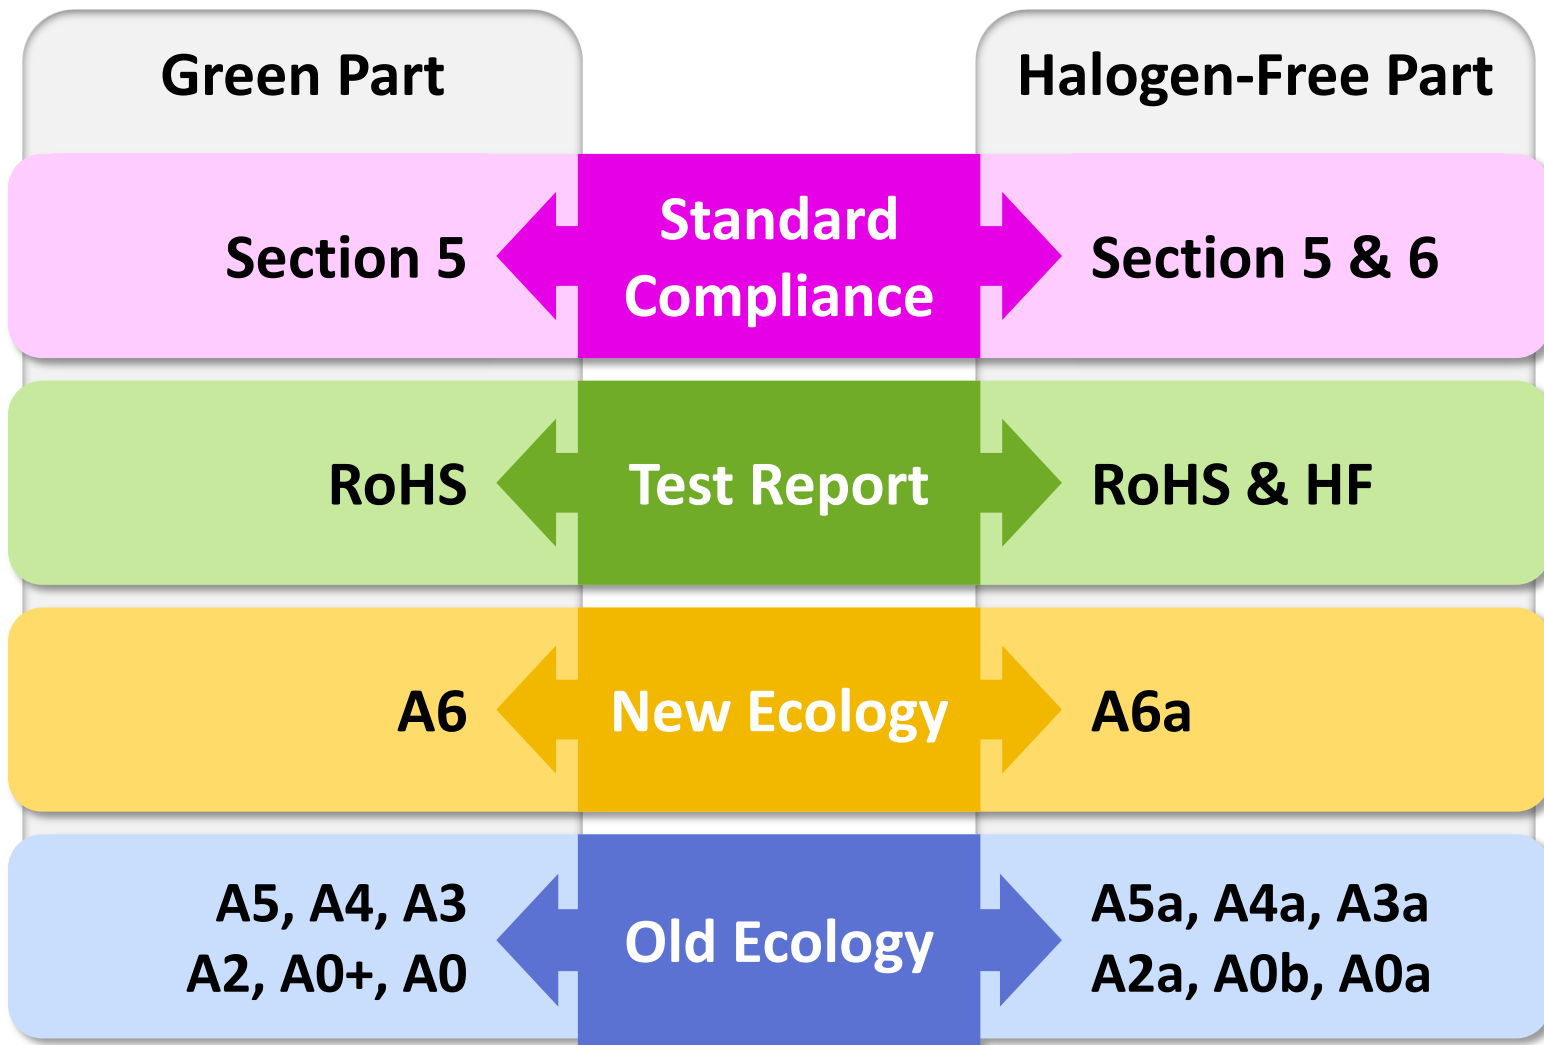 Green Part
Halogen-Free Part
Section 5
Standard
Compliance
Section 5 & 6
RoHS
Test Report
RoHS & HF
A6
New Ecology
A6a
A5, A4, A3
A2, A0+, A0
Old Ecology
A5a, A4a, A3a
A2a, A0b, A0a